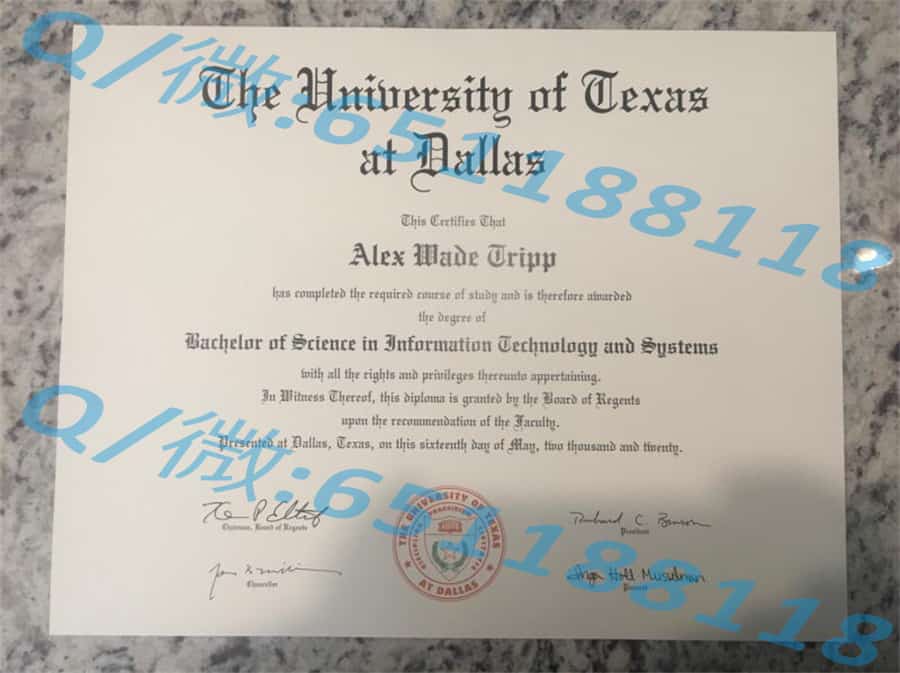 The University of Texas
at Dallas
This Certifies That
Alex Wade Tripp
has completed the required course of study and is therefore awarded
the degree of
Bachelor of Science in Information Technology and Systems
with all the rights and privileges thereunto appertaining.
In Witness Thereof, this diploma is granted by the Board of Regents
upon the recommendation of the Faculty.
Presented at Dallas, Texas, on this sixteenth day of May, two thousand and twenty.
Chairman, Board of Regents
President
Chancellor
THE UNIVERSITY OF TEXAS
AT DALLAS
Q/微:65118 8118
Q/微:65118 8118